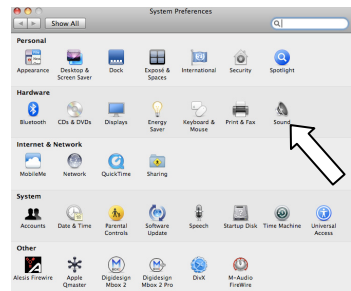 System Preferences
Show All
Personal
Appearance
Desktop & Screen Saver
Dock
Exposé & Spaces
International
Security
Spotlight
Hardware
Bluetooth
CDs & DVDs
Displays
Energy Saver
Keyboard & Mouse
Print & Fax
Sound
Internet & Network
MobileMe
Network
QuickTime
Sharing
System
Accounts
Date & Time
Parental Controls
Software Update
Speech
Startup Disk
Time Machine
Universal Access
Other
Alesis Firewire
Apple Qmaster
Digidesign Mbox 2
Digidesign Mbox 2 Pro
DivX
M-Audio FireWire